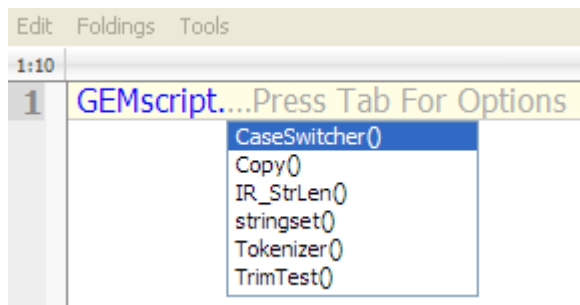 Edit Foldings Tools
1:10
1 GEMscript....Press Tab For Options
CaseSwitcher()
Copy()
IR_StrLen()
stringset()
Tokenizer()
TrimTest()